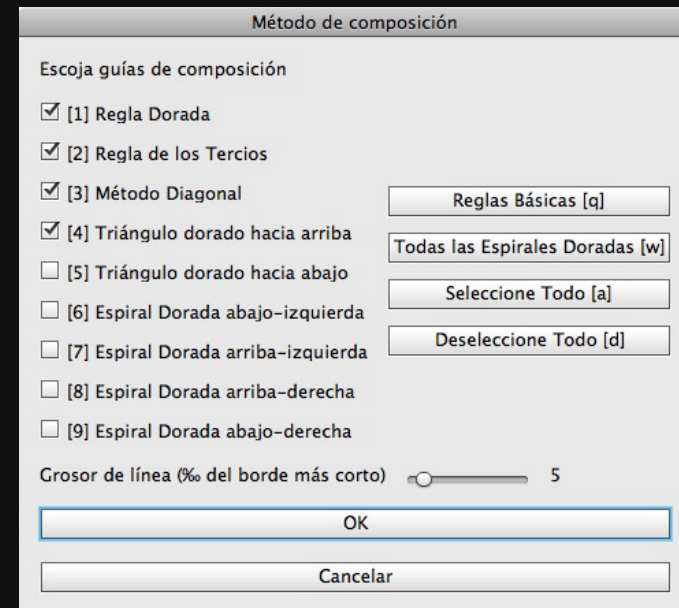 Método de composición
Escoja guías de composición
[1] Regla Dorada
[2] Regla de los Tercios
[3] Método Diagonal
[4] Triángulo dorado hacia arriba
[5] Triángulo dorado hacia abajo
[6] Espiral Dorada abajo-izquierda
[7] Espiral Dorada arriba-izquierda
[8] Espiral Dorada arriba-derecha
[9] Espiral Dorada abajo-derecha
Reglas Básicas [q]
Todas las Espirales Doradas [w]
Seleccione Todo [a]
Deseleccione Todo [d]
Grosor de línea (‰ del borde más corto) 5
OK
Cancelar